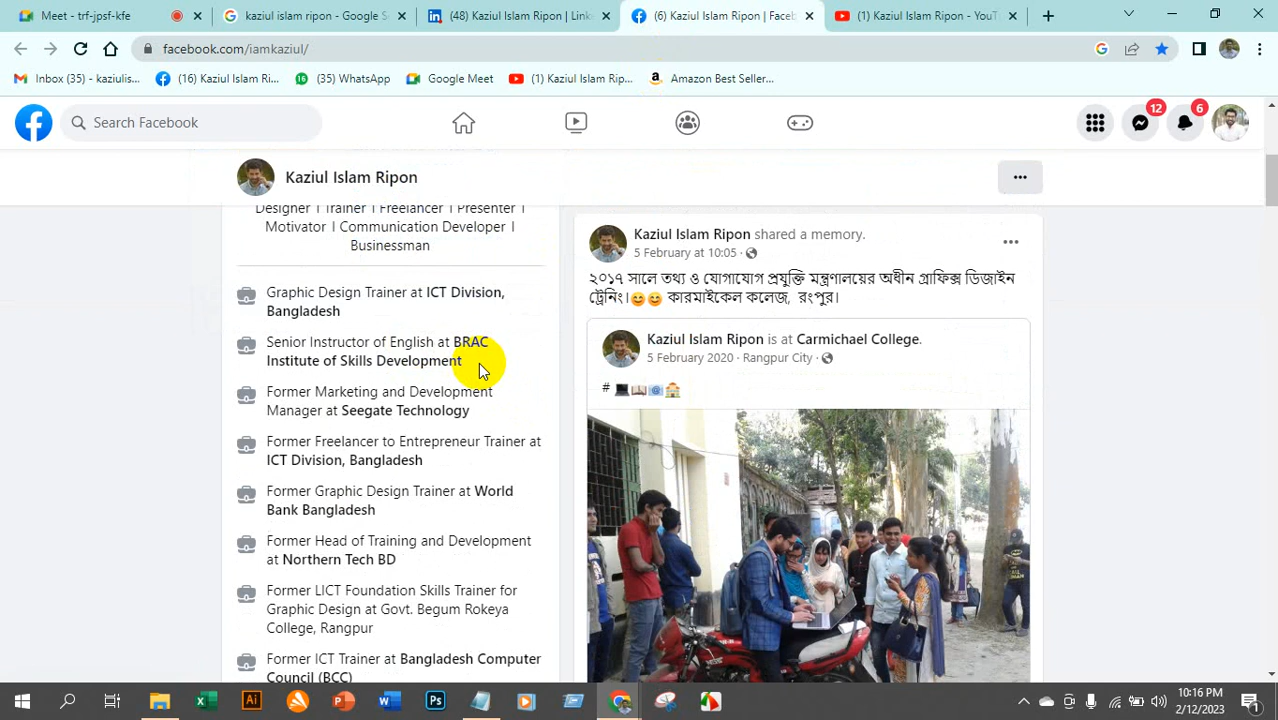 Meet - trf-jspf-mhc
kaziul islam ripon - Google Se
(48) Kaziul Islam Ripon | Linke
(6) Kaziul Islam Ripon | Faceb
(1) Kaziul Islam Ripon - YouTu
facebook.com/iamkaziul/
Inbox (35) - kaziulis...
(16) Kaziul Islam Ri...
(35) WhatsApp
Google Meet
(1) Kaziul Islam Rip...
Amazon Best Seller...
Search Facebook
12
6
Kaziul Islam Ripon
Designer I Trainer I Freelancer I Presenter I
Motivator I Communication Developer I
Businessman
Graphic Design Trainer at ICT Division,
Bangladesh
Senior Instructor of English at BRAC
Institute of Skills Development
Former Marketing and Development
Manager at Seegate Technology
Former Freelancer to Entrepreneur Trainer at
ICT Division, Bangladesh
Former Graphic Design Trainer at World
Bank Bangladesh
Former Head of Training and Development
at Northern Tech BD
Former LICT Foundation Skills Trainer for
Graphic Design at Govt. Begum Rokeya
College, Rangpur
Former ICT Trainer at Bangladesh Computer
Council (BCC)
Kaziul Islam Ripon shared a memory.
5 February at 10:05 ·
২০১৭ সালে তথ্য ও যোগাযোগ প্রযুক্তি মন্ত্রণালয়ের অধীন গ্রাফিক্স ডিজাইন
ট্রেনিং।😊😊 কারমাইকেল কলেজ, রংপুর।
Kaziul Islam Ripon is at Carmichael College.
5 February 2020 · Rangpur City ·
# 💻📖📧🏫
10:16 PM
2/12/2023